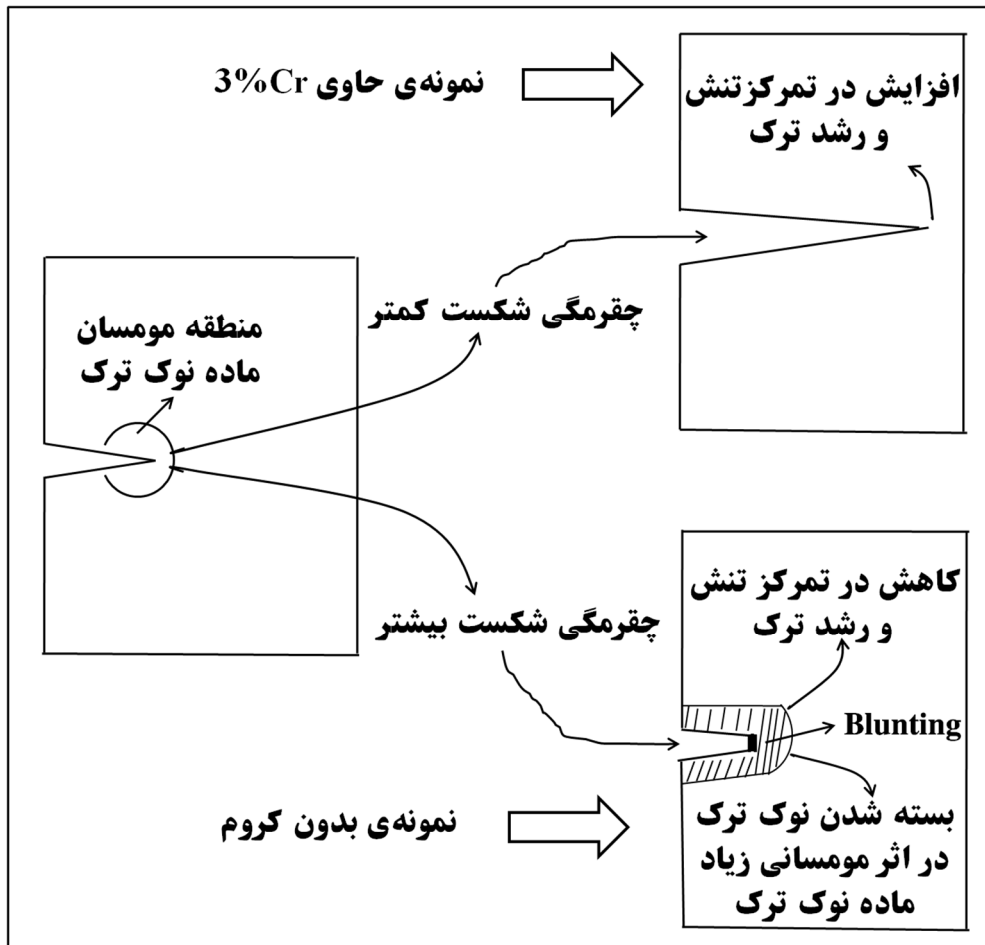 نمونه‌ی حاوی 3%Cr
افزایش در تمرکزتنش
و رشد ترک
چقرمگی شکست کمتر
منطقه مومسان
ماده نوک ترک
چقرمگی شکست بیشتر
کاهش در تمرکز تنش
و رشد ترک
Blunting
نمونه‌ی بدون کروم
بسته شدن نوک ترک
در اثر مومسانی زیاد
ماده نوک ترک